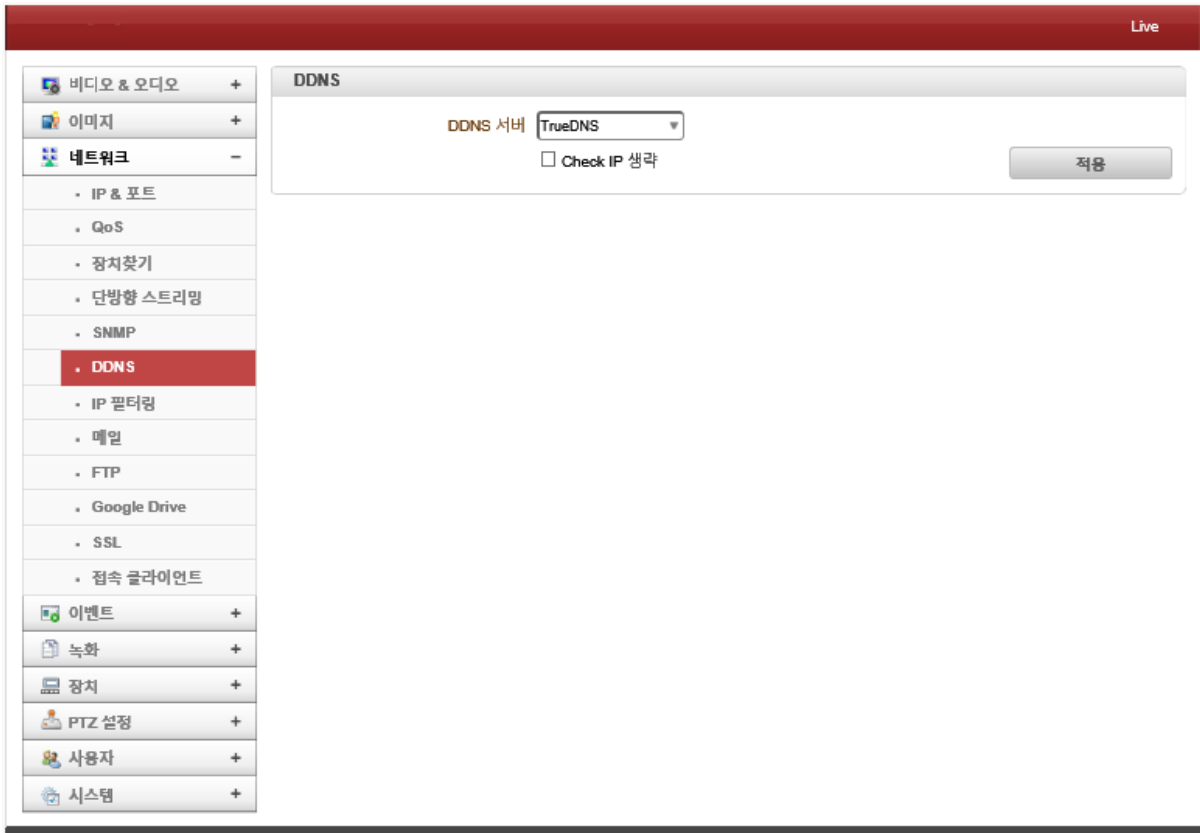 Live
비디오 & 오디오 +
이미지 +
네트워크 −
IP & 포트
QoS
장치찾기
단방향 스트리밍
SNMP
DDNS
IP 필터링
메일
FTP
Google Drive
SSL
접속 클라이언트
이벤트 +
녹화 +
장치 +
PTZ 설정 +
사용자 +
시스템 +
DDNS
DDNS 서버 TrueDNS
Check IP 생략
적용